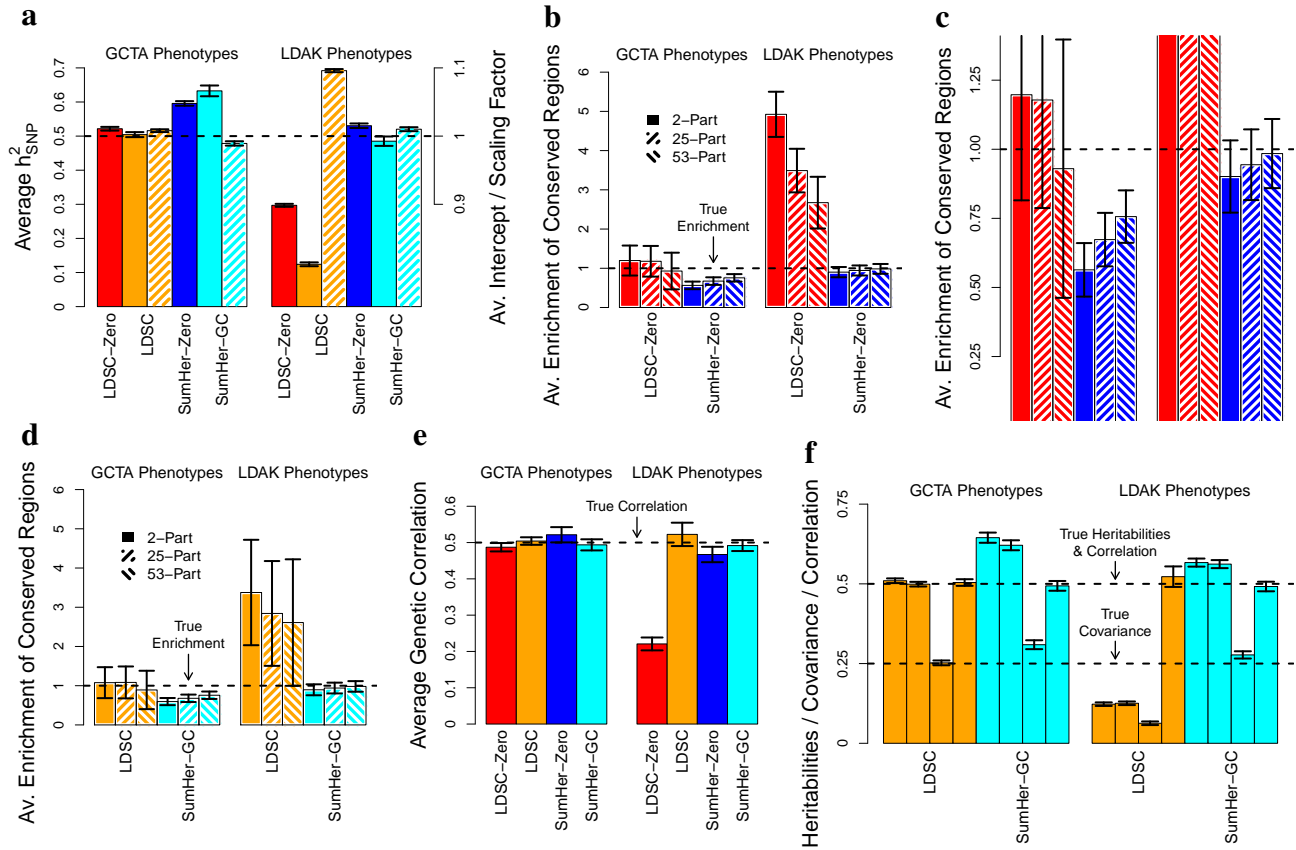 a
GCTA Phenotypes
LDAK Phenotypes
Average h²SNP
0.7
0.6
0.5
0.4
0.3
0.2
0.1
0
1.1
1
0.9
Av. Intercept / Scaling Factor
LDSC−Zero
LDSC
SumHer−Zero
SumHer−GC
LDSC−Zero
LDSC
SumHer−Zero
SumHer−GC
b
GCTA Phenotypes
LDAK Phenotypes
Av. Enrichment of Conserved Regions
6
5
4
3
2
1
0
2−Part
25−Part
53−Part
True
Enrichment
LDSC−Zero
SumHer−Zero
LDSC−Zero
SumHer−Zero
c
Av. Enrichment of Conserved Regions
1.25
1.00
0.75
0.50
0.25
d
GCTA Phenotypes
LDAK Phenotypes
Av. Enrichment of Conserved Regions
6
5
4
3
2
1
0
2−Part
25−Part
53−Part
True
Enrichment
LDSC
SumHer−GC
LDSC
SumHer−GC
e
GCTA Phenotypes
LDAK Phenotypes
Average Genetic Correlation
0.6
0.5
0.4
0.3
0.2
0.1
0
True Correlation
LDSC−Zero
LDSC
SumHer−Zero
SumHer−GC
LDSC−Zero
LDSC
SumHer−Zero
SumHer−GC
f
GCTA Phenotypes
LDAK Phenotypes
Heritabilities / Covariance / Correlation
0.75
0.5
0.25
0
True Heritabilities
& Correlation
True
Covariance
LDSC
SumHer−GC
LDSC
SumHer−GC